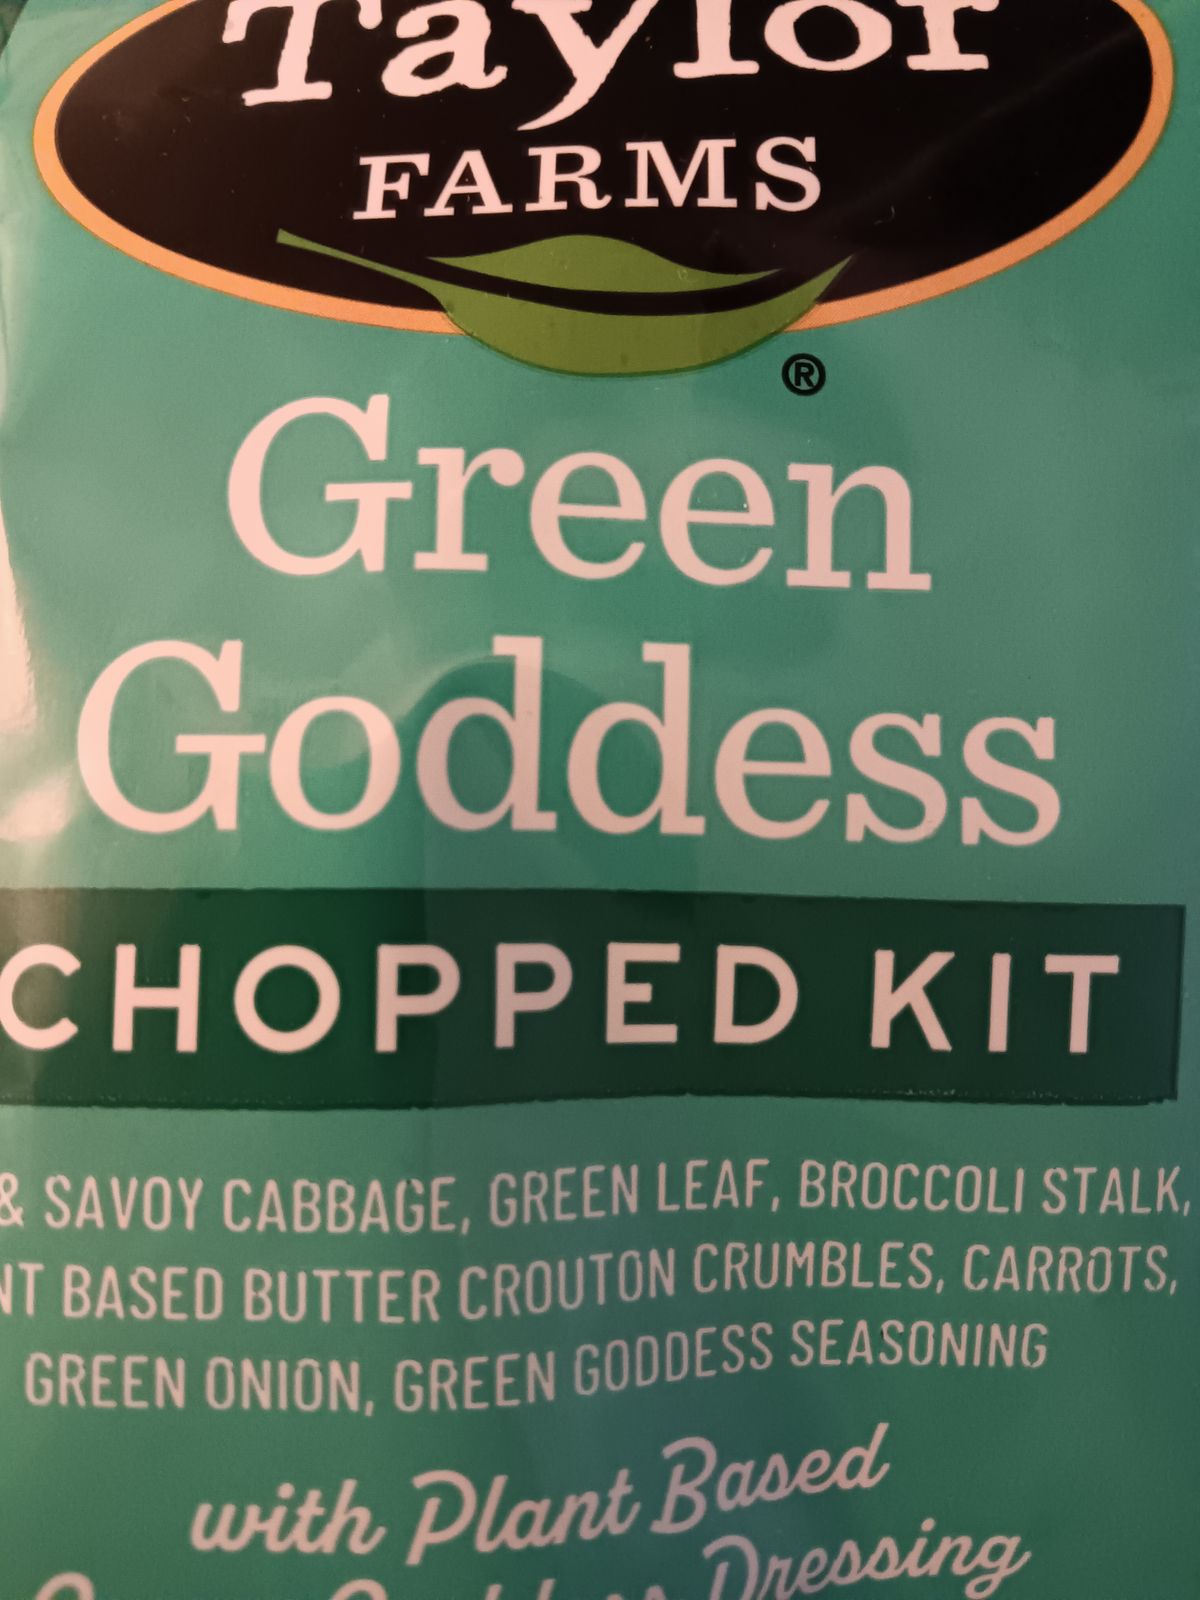 Taylor
FARMS
®
Green
Goddess
CHOPPED KIT
& SAVOY CABBAGE, GREEN LEAF, BROCCOLI STALK,
BASED BUTTER CROUTON CRUMBLES, CARROTS,
GREEN ONION, GREEN GODDESS SEASONING
with Plant Based
Dressing